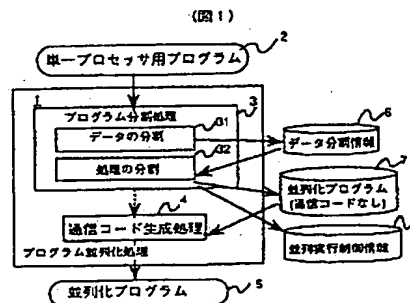 (図1)
2
単一プロセッサ用プログラム
1
プログラム分割処理
3
31
データの分割
6
データ分割情報
32
処理の分割
7
並列化プログラム
(通信コードなし)
4
通信コード生成処理
並列実行制御情報
プログラム並列化処理
並列化プログラム
5